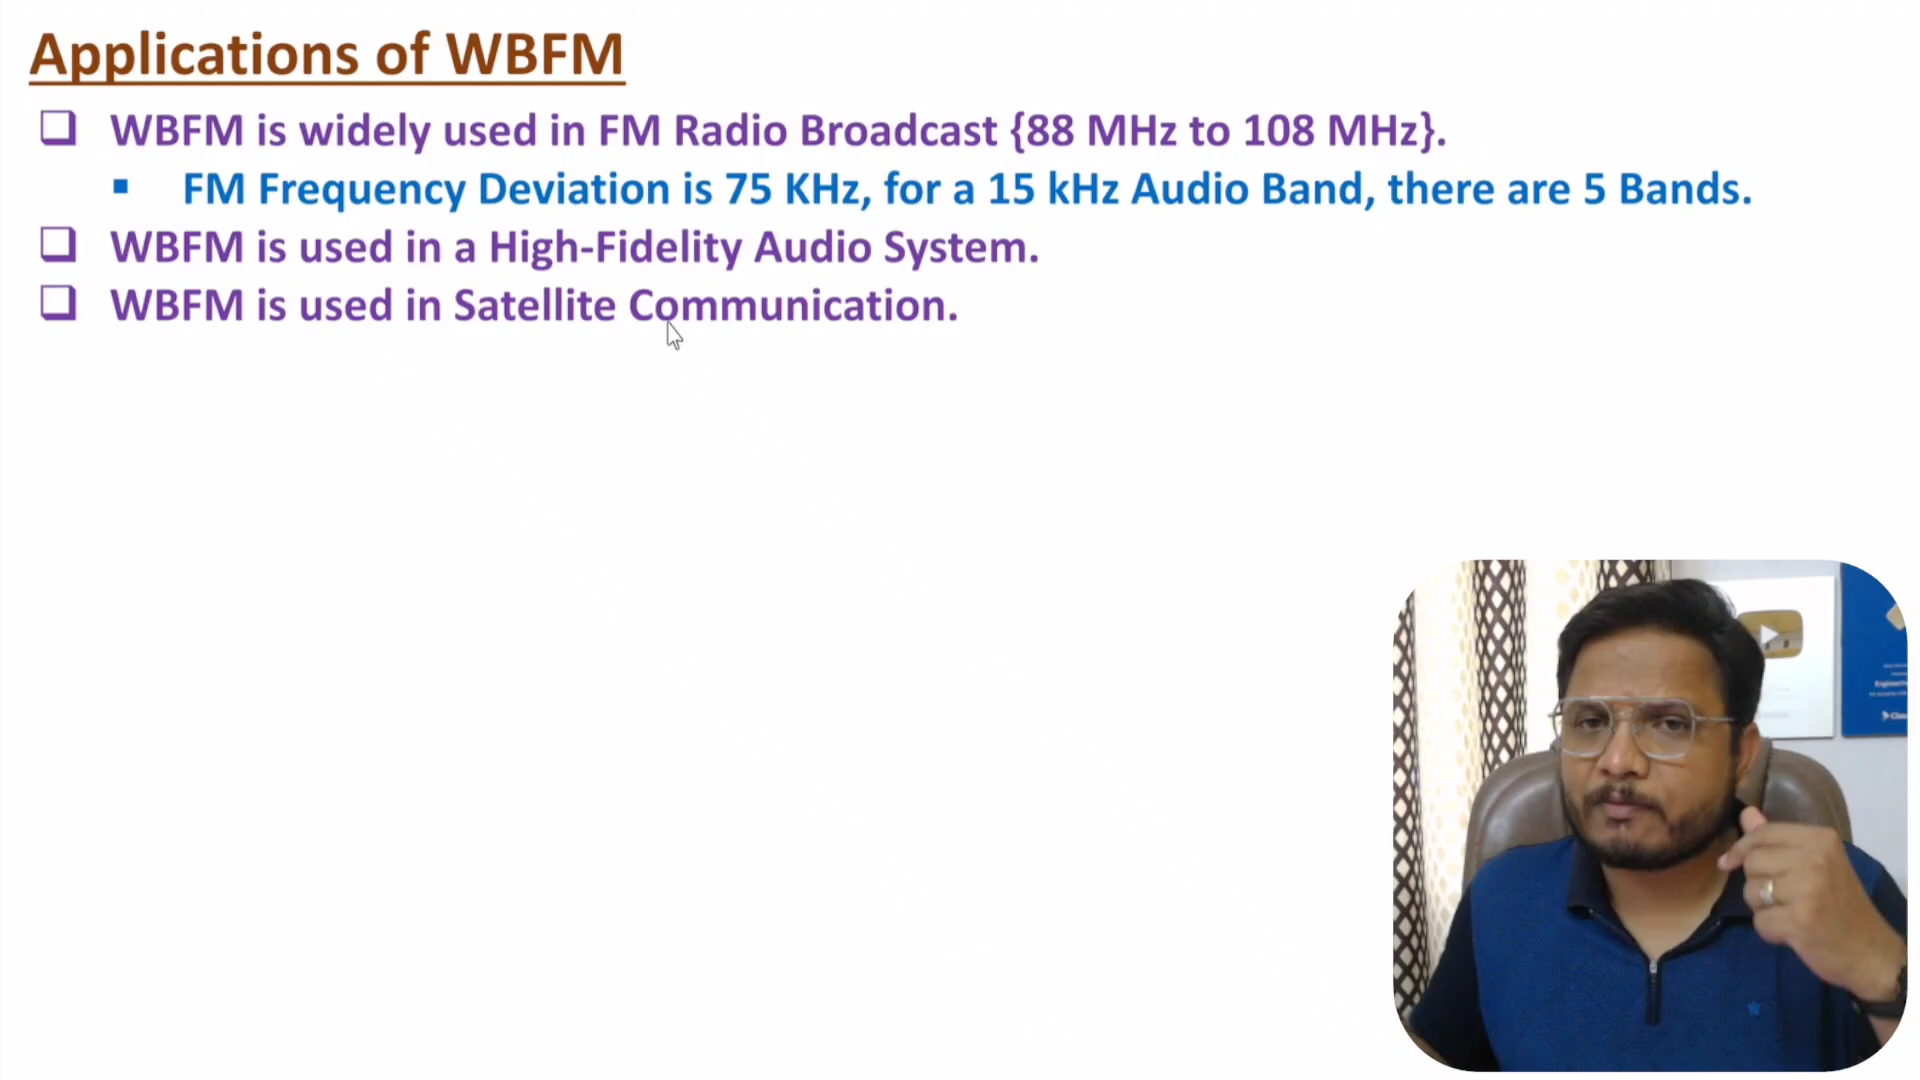 Applications of WBFM
WBFM is widely used in FM Radio Broadcast {88 MHz to 108 MHz}.
FM Frequency Deviation is 75 KHz, for a 15 kHz Audio Band, there are 5 Bands.
WBFM is used in a High-Fidelity Audio System.
WBFM is used in Satellite Communication.